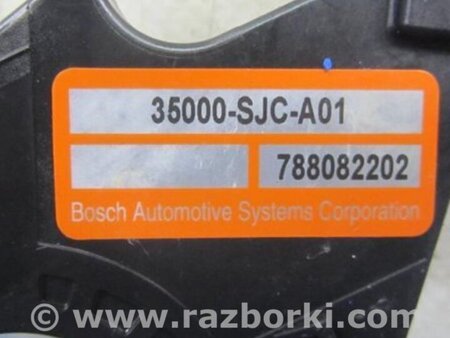 35000-SJC-A01
788082202
Bosch Automotive Systems Corporation
www.razborki.com